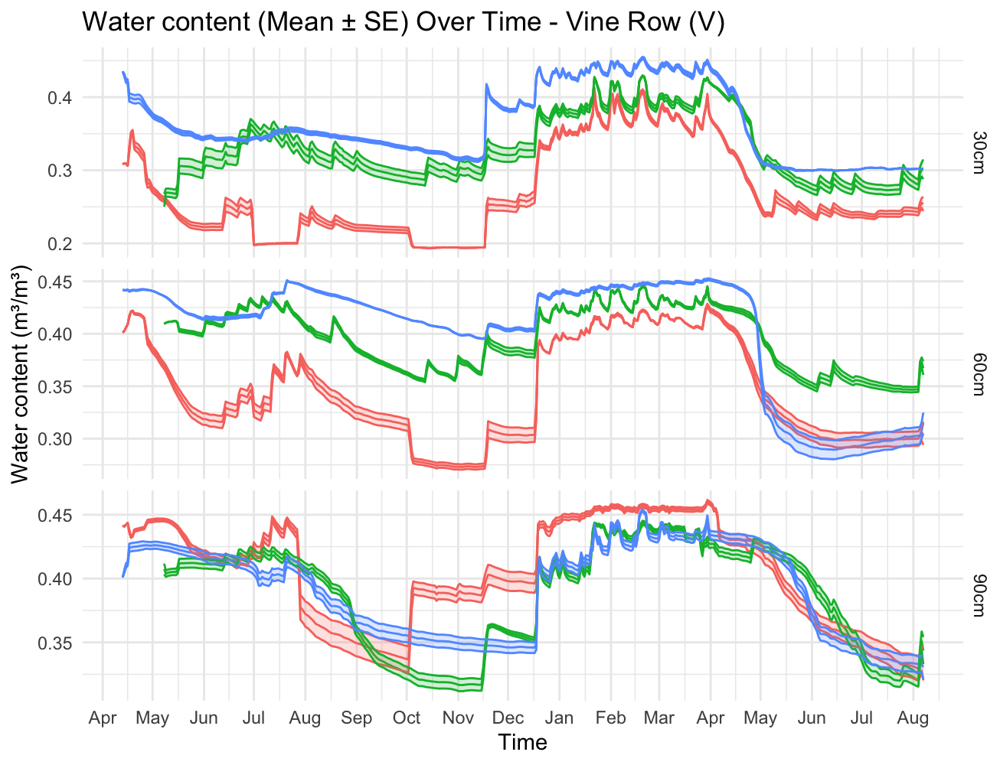 Water content (Mean ± SE) Over Time - Vine Row (V)
0.4
0.3
0.2
30cm
Water content (m³/m³)
0.45
0.40
0.35
0.30
60cm
0.45
0.40
0.35
90cm
Apr May Jun Jul Aug Sep Oct Nov Dec Jan Feb Mar Apr May Jun Jul Aug
Time